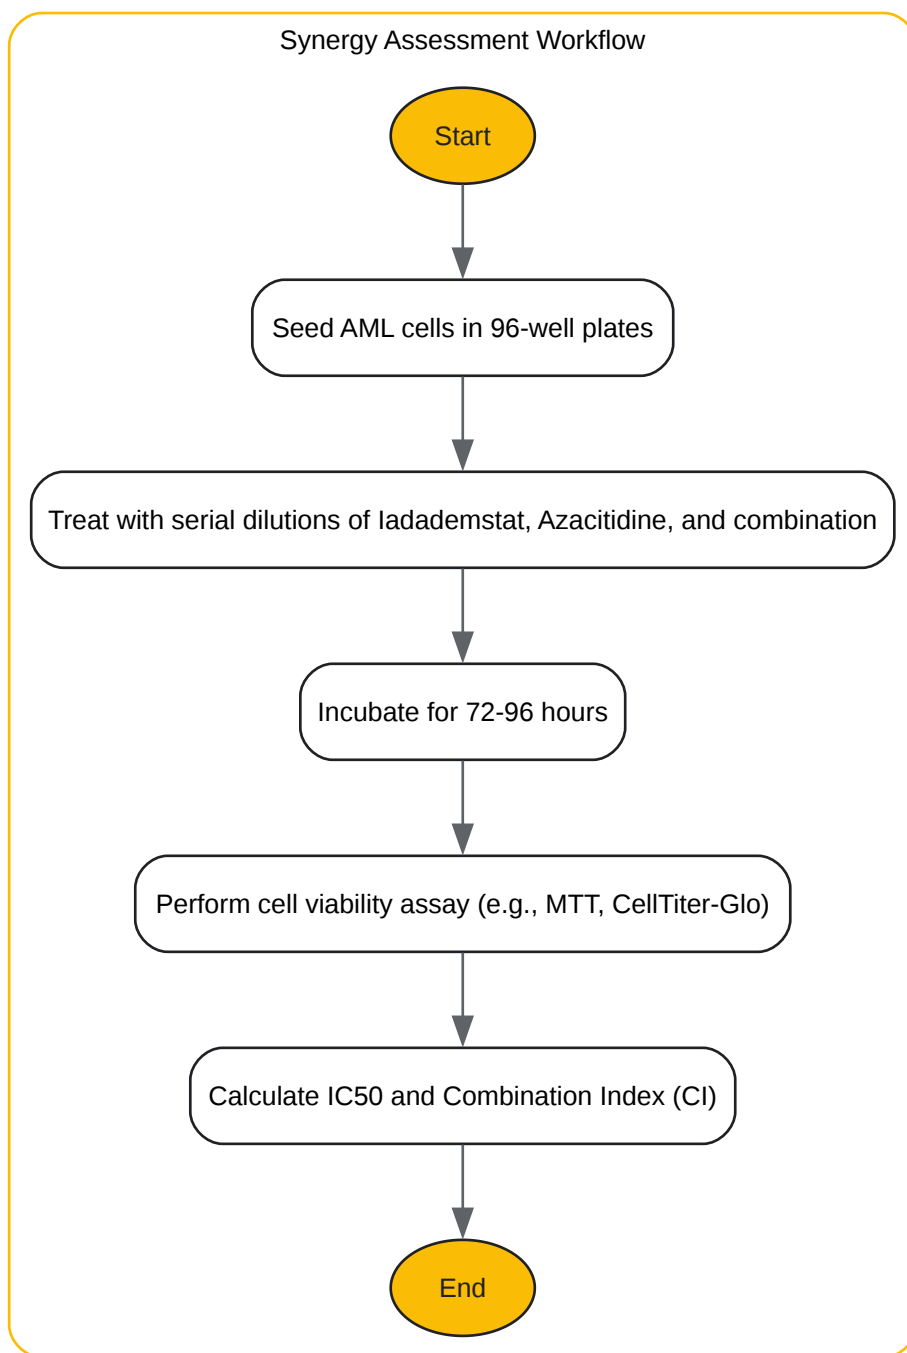 Synergy Assessment Workflow
Start
Seed AML cells in 96-well plates
Treat with serial dilutions of Iadademstat, Azacitidine, and combination
Incubate for 72-96 hours
Perform cell viability assay (e.g., MTT, CellTiter-Glo)
Calculate IC50 and Combination Index (CI)
End